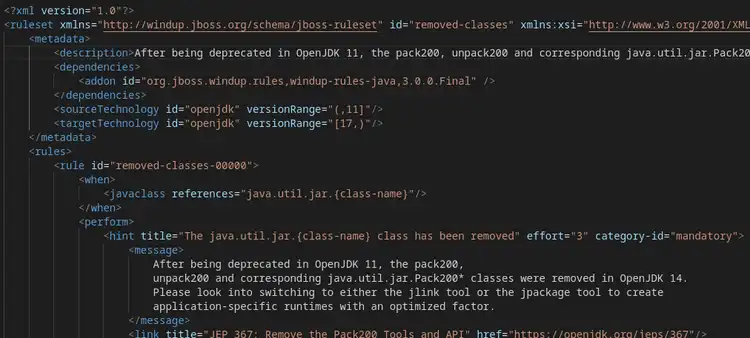 <?xml version="1.0"?>
<ruleset xmlns="http://windup.jboss.org/schema/jboss-ruleset" id="removed-classes" xmlns:xsi="http://www.w3.org/2001/XML
<metadata>
<description>After being deprecated in OpenJDK 11, the pack200, unpack200 and corresponding java.util.jar.Pack20
<dependencies>
<addon id="org.jboss.windup.rules,windup-rules-java,3.0.0.Final" />
</dependencies>
<sourceTechnology id="openjdk" versionRange="(,11]"/>
<targetTechnology id="openjdk" versionRange="[17,)"/>
</metadata>
<rules>
<rule id="removed-classes-00000">
<when>
<javaclass references="java.util.jar.{class-name}"/>
</when>
<perform>
<hint title="The java.util.jar.{class-name} class has been removed" effort="3" category-id="mandatory">
<message>
After being deprecated in OpenJDK 11, the pack200,
unpack200 and corresponding java.util.jar.Pack200* classes were removed in OpenJDK 14.
Please look into switching to either the jlink tool or the jpackage tool to create
application-specific runtimes with an optimized factor.
</message>
<link title="JEP 367: Remove the Pack200 Tools and API" href="https://openjdk.org/jeps/367"/>